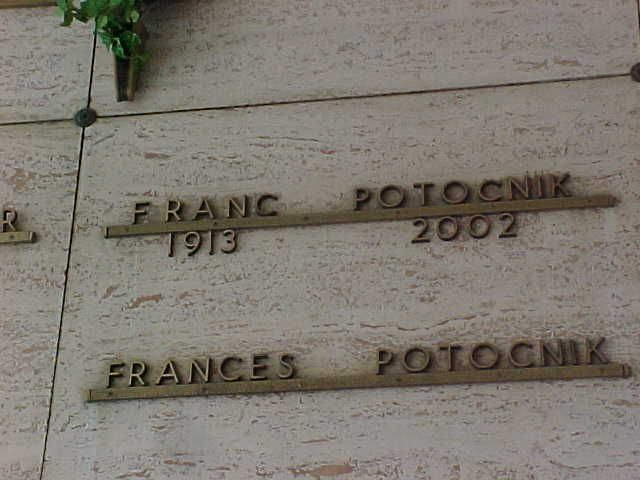 FRANC POTOCNIK
1913 2002
FRANCES POTOCNIK
R